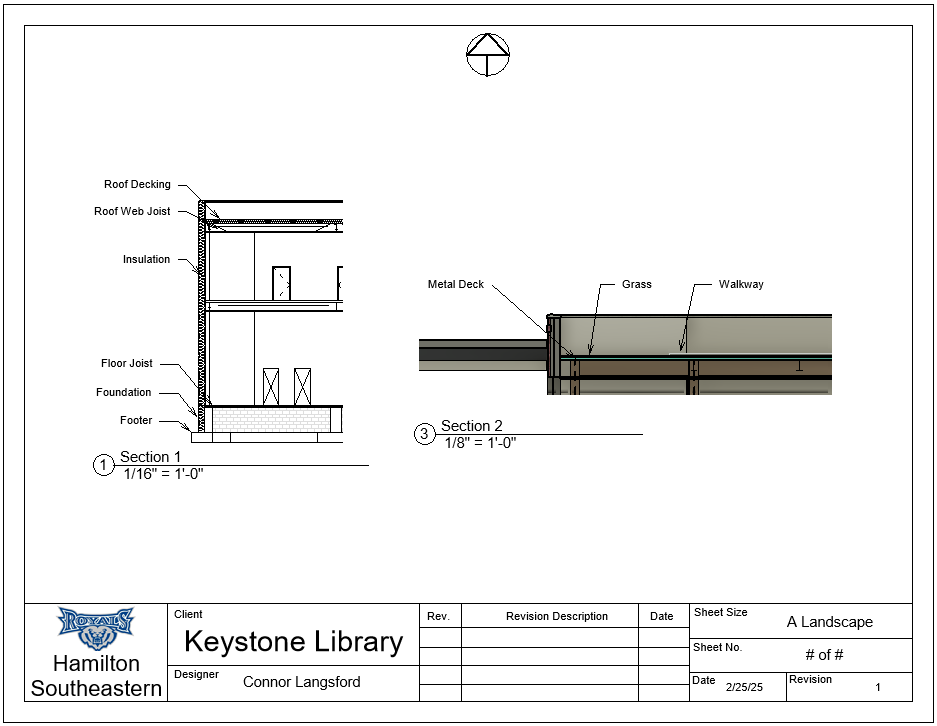 Roof Decking
Roof Web Joist
Insulation
Floor Joist
Foundation
Footer
1
Section 1
1/16" = 1'-0"
Metal Deck
Grass
Walkway
3
Section 2
1/8" = 1'-0"
ROYALS
Hamilton
Southeastern
Client
Keystone Library
Designer
Connor Langsford
Rev.
Revision Description
Date
Sheet Size
A Landscape
Sheet No.
# of #
Date
2/25/25
Revision
1